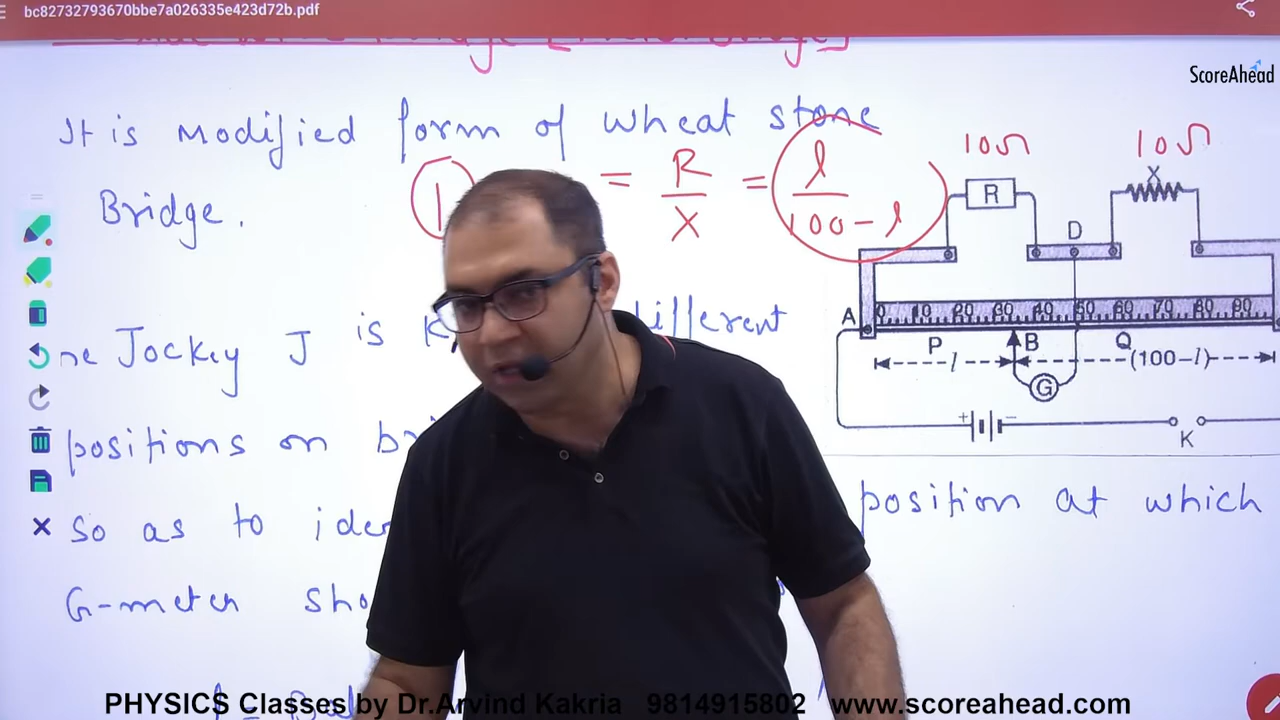 bc82732793670bbe7a026335e423d72b.pdf
ScoreAhead
It is modified form of wheat stone
Bridge.
1 = R/X = l/100-l
10Ω 10Ω
R X
D
A 0 10 20 30 40 50 60 70 80 90
P B Q
l (100-l)
G
+ -
K
Jockey J is different
positions on
So as to position at which
G-meter
PHYSICS Classes by Dr.Arvind Kakria 9814915802 www.scoreahead.com